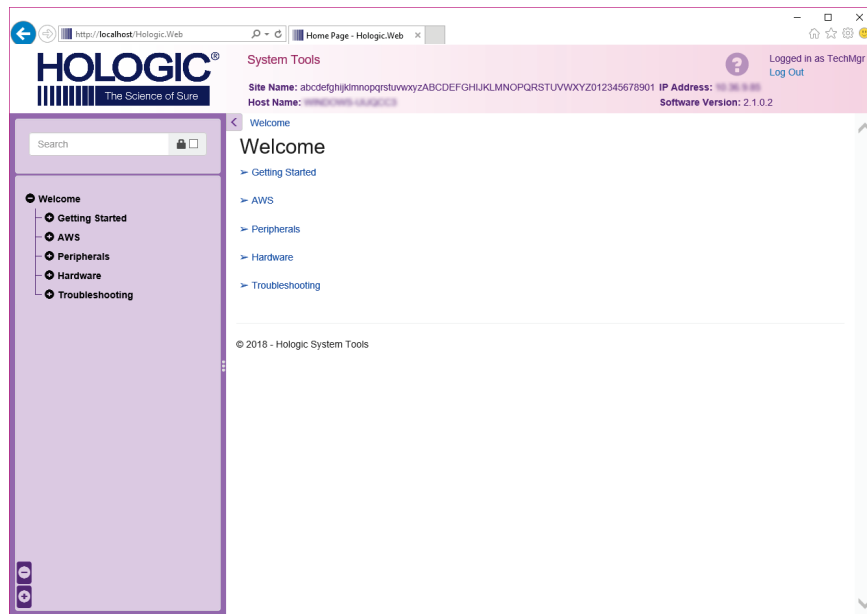 http://localhost/Hologic.Web
Home Page - Hologic.Web
HOLOGIC®
The Science of Sure
System Tools
Site Name: abcdefghijklmnopqrstuvwxyzABCDEFGHIJKLMNOPQRSTUVWXYZ012345678901 IP Address:
Host Name:
Software Version: 2.1.0.2
Logged in as TechMgr
Log Out
Search
Welcome
Getting Started
AWS
Peripherals
Hardware
Troubleshooting
Welcome
Welcome
➢ Getting Started
➢ AWS
➢ Peripherals
➢ Hardware
➢ Troubleshooting
© 2018 - Hologic System Tools